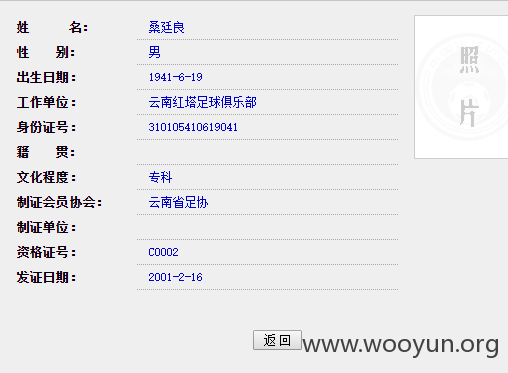 姓 名： 桑廷良
性 别： 男
出生日期： 1941-6-19
工作单位： 云南红塔足球俱乐部
身份证号： 310105410619041
籍 贯：
文化程度： 专科
制证会员协会： 云南省足协
制证单位：
资格证号： C0002
发证日期： 2001-2-16
照
片
返回
www.wooyun.org